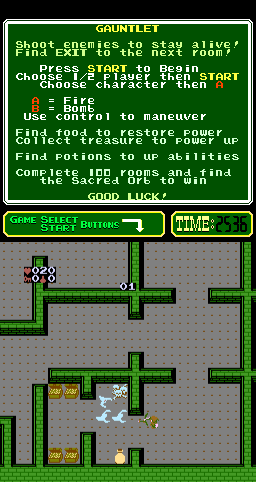 GAUNTLET
Shoot enemies to stay alive!
Find EXIT to the next room!
Press START to Begin
Choose 1/2 player then START
Choose character then A
A = Fire
B = Bomb
Use control to maneuver
Find food to restore power
Collect treasure to power up
Find potions to up abilities
Complete 100 rooms and find
the Sacred Orb to win
GOOD LUCK!
GAME SELECT
START BUTTONS
TIME: 2536
020
0 0
01